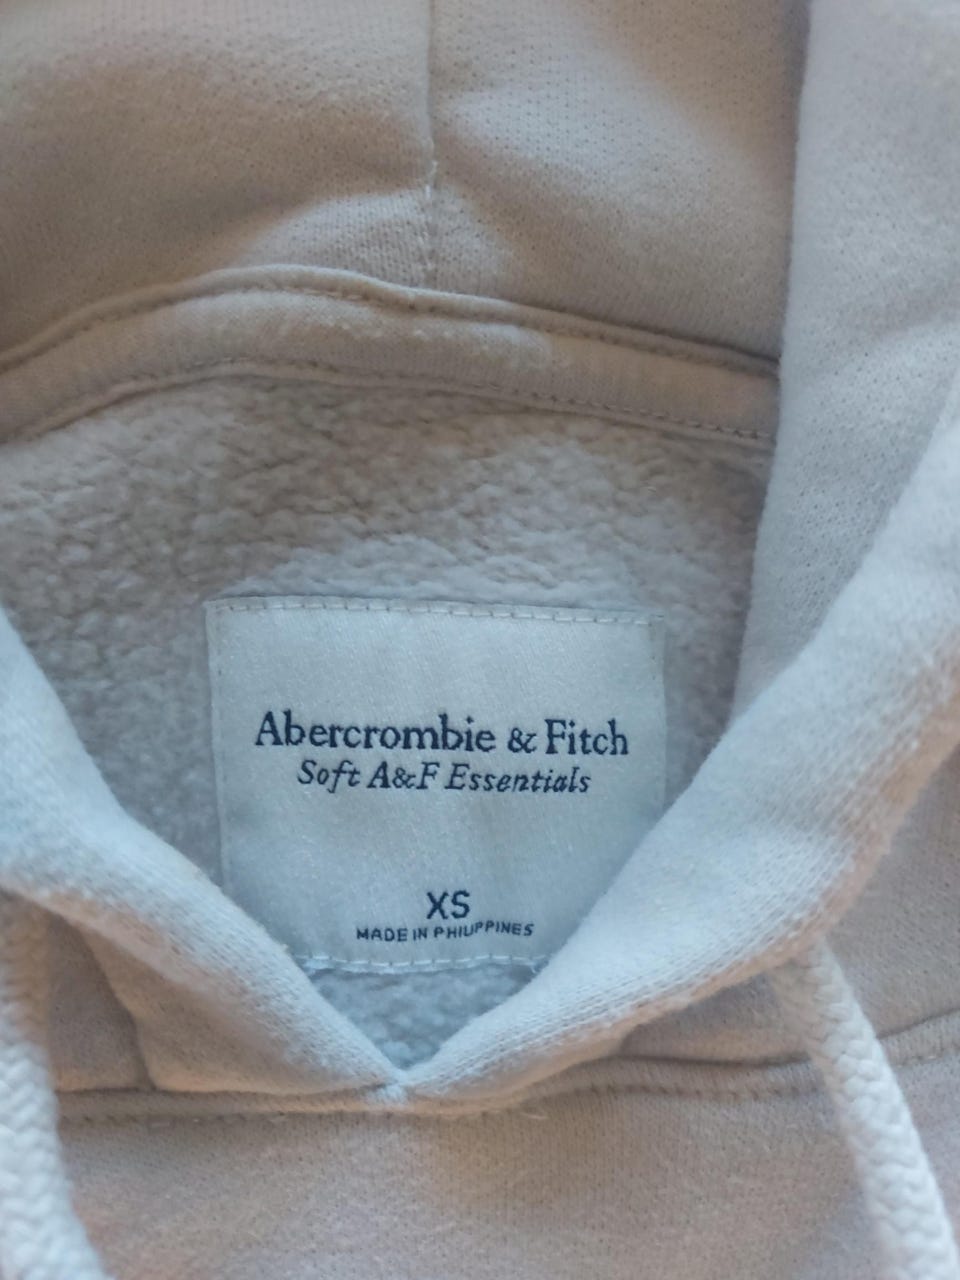 Abercrombie & Fitch
Soft A&F Essentials
XS
MADE IN PHILIPPINES